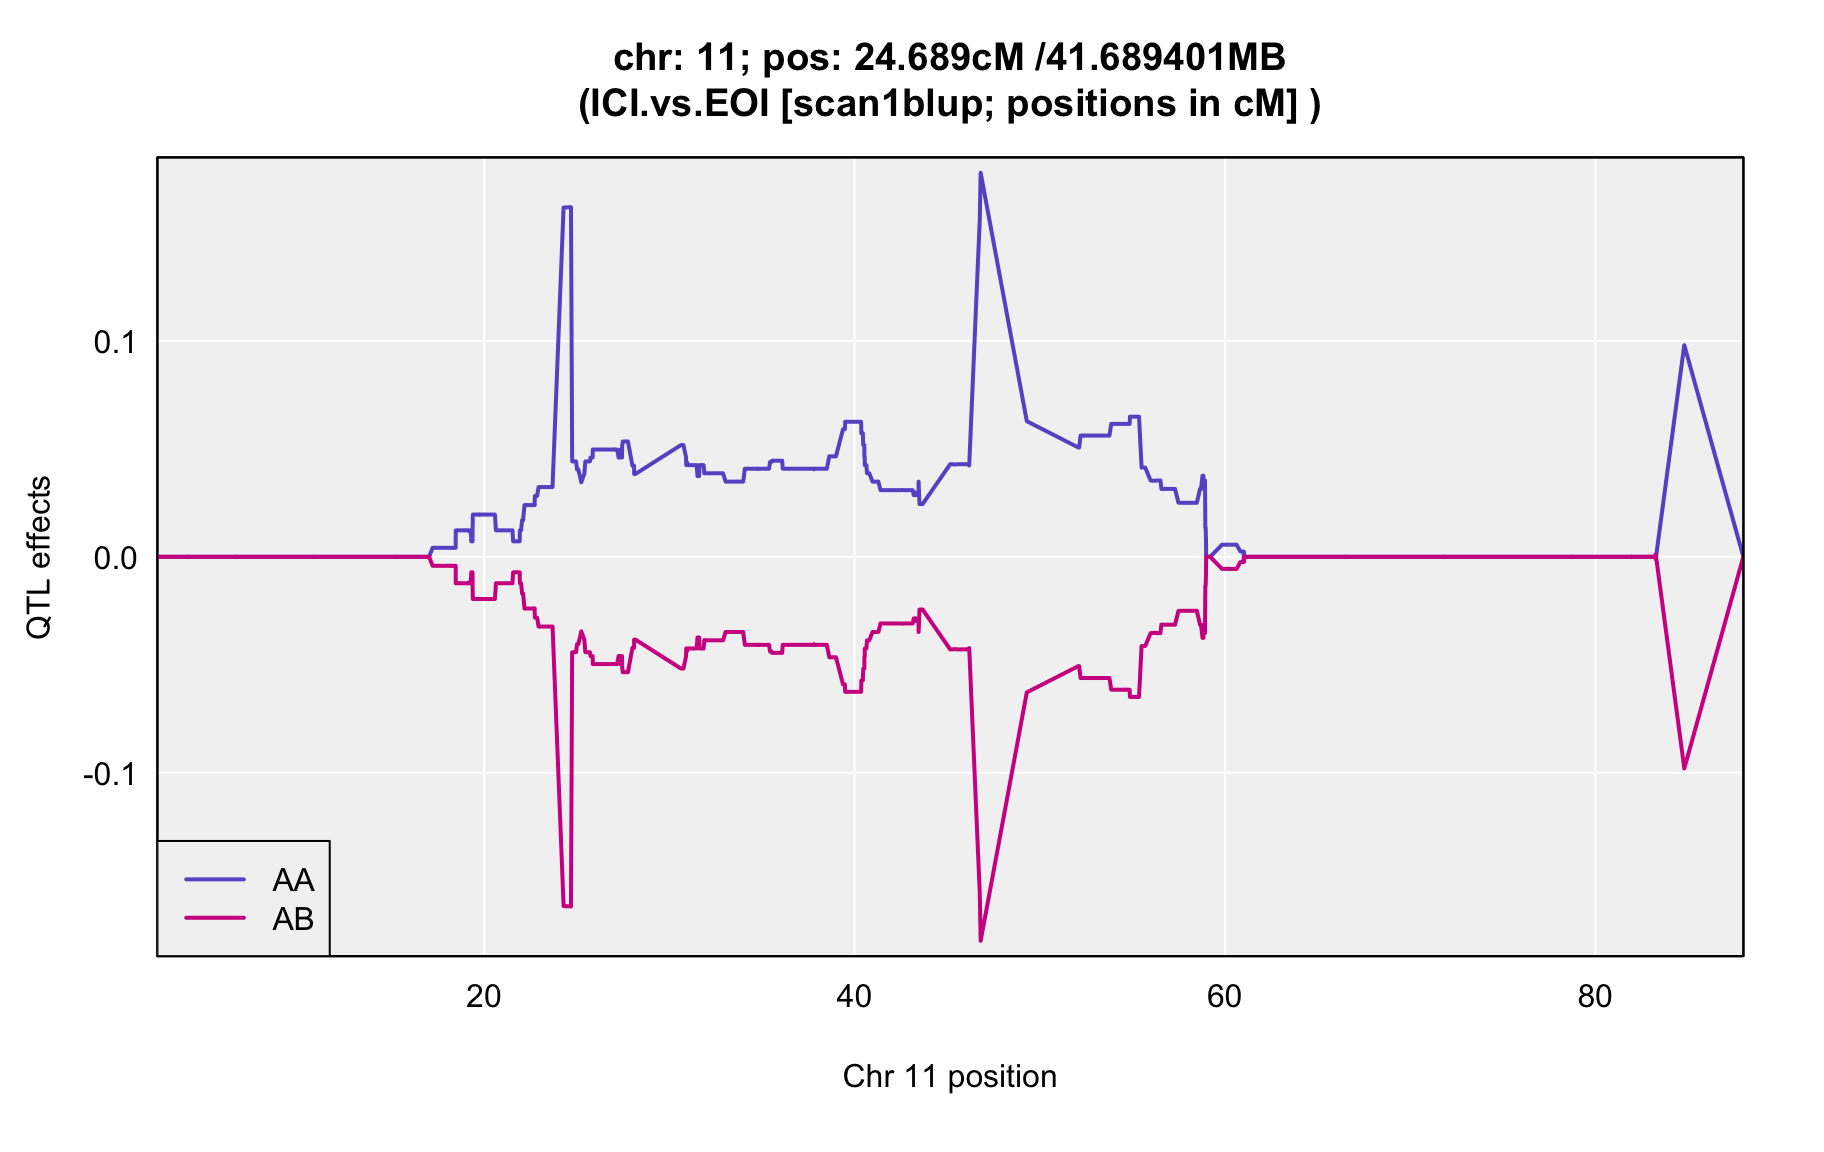 chr: 11; pos: 24.689cM /41.689401MB
(ICI.vs.EOI [scan1blup; positions in cM] )
QTL effects
0.1
0.0
-0.1
AA
AB
20 40 60 80
Chr 11 position